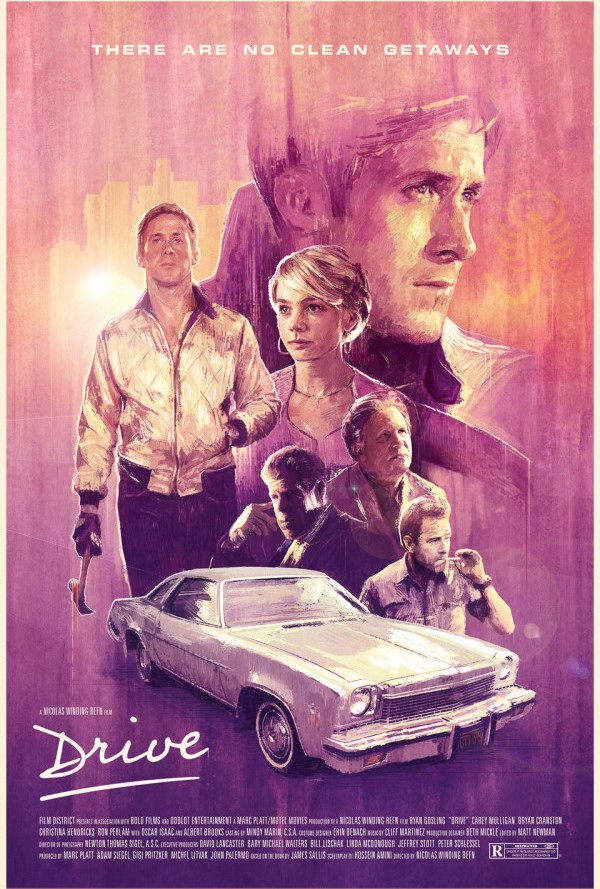 THERE ARE NO CLEAN GETAWAYS
A NICOLAS WINDING REFN FILM
Drive
FILM DISTRICT PRESENTS IN ASSOCIATION WITH BOLD FILMS AND ODDLOT ENTERTAINMENT A MARC PLATT/MOTEL MOVIES PRODUCTION OF A NICOLAS WINDING REFN FILM RYAN GOSLING "DRIVE" CAREY MULLIGAN BRYAN CRANSTON
CHRISTINA HENDRICKS RON PERLAM WITH OSCAR ISAAC AND ALBERT BROOKS CASTING BY MINDY MARIN, C.S.A. COSTUME DESIGNER ERIN BENACH MUSIC BY CLIFF MARTINEZ PRODUCTION DESIGN BY BETH MICKLE EDITED BY MATT NEWMAN
DIRECTOR OF PHOTOGRAPHY NEWTON THOMAS SIGEL, A.S.C. EXECUTIVE PRODUCERS DAVID LANCASTER GARY MICHAEL WALTERS BILL LISCHAK LINDA MCDONOUGH JEFFREY STOTT PETER SCHLESSEL
PRODUCED BY MARC PLATT ADAM SIEGEL GIGI PRITZKER MICHEL LITVAK JOHN PALERMO BASED ON THE BOOK BY JAMES SALLIS SCREENPLAY BY HOSSEIN AMINI DIRECTED BY NICOLAS WINDING REFN
R RESTRICTED